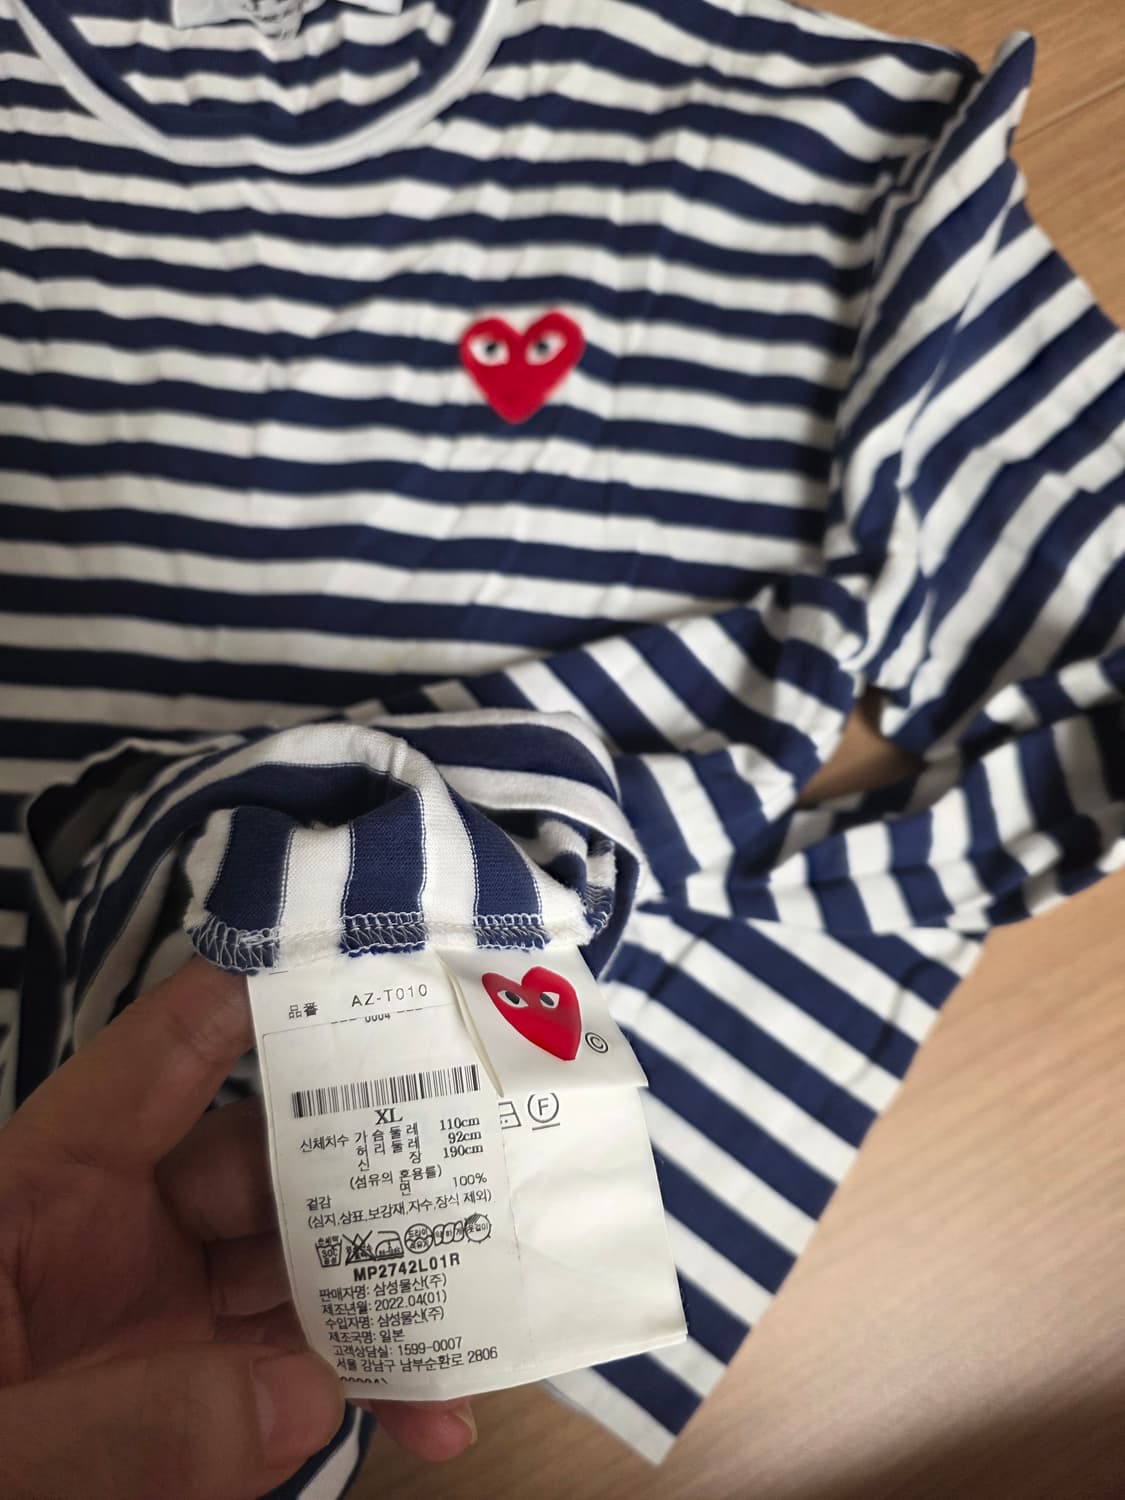 品番 AZ-T010
©
XL
신체치수 가 슴 둘 레 110cm
허 리 둘 레 92cm
신 장 190cm
(섬유의 혼용률)
겉감 면 100%
(심지,상표,보강재,자수,장식 제외)
F
MP2742L01R
판매자명: 삼성물산(주)
제조년월: 2022.04(01)
수입자명: 삼성물산(주)
제조국명: 일본
고객상담실: 1599-0007
서울 강남구 남부순환로 2806